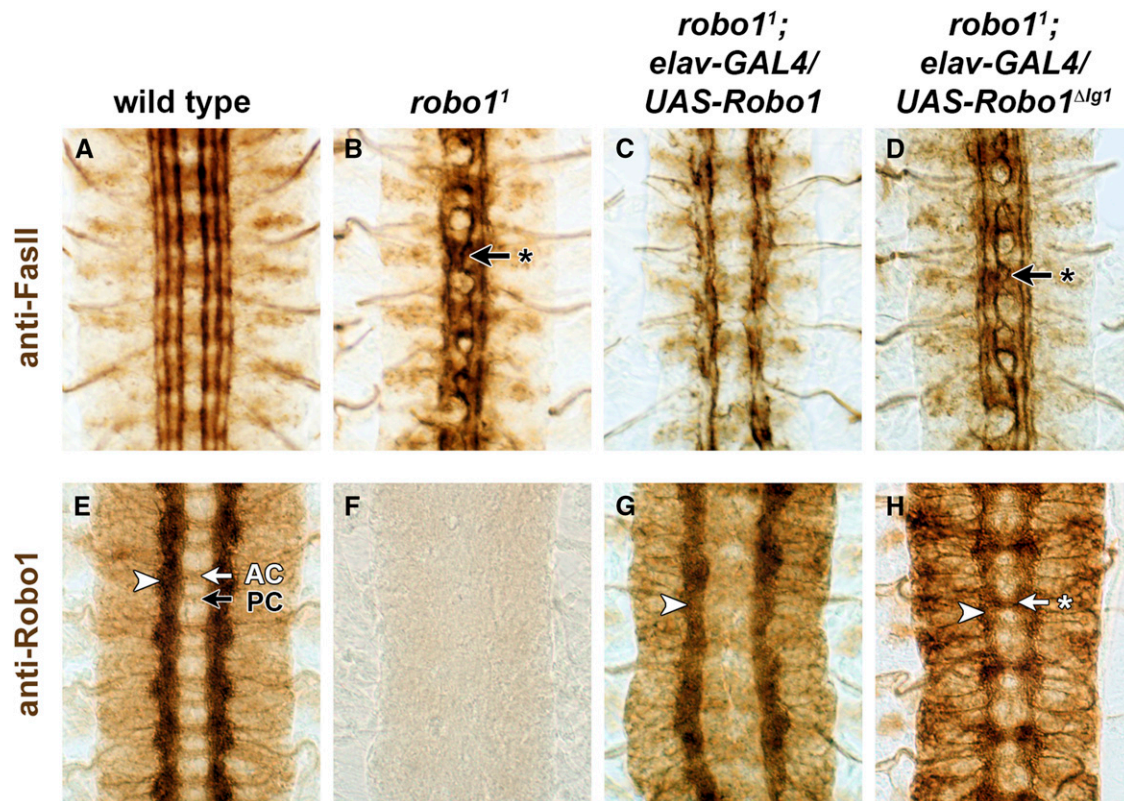 wild type
robo1¹
robo1¹;
elav-GAL4/
UAS-Robo1
robo1¹;
elav-GAL4/
UAS-Robo1ΔIg1
anti-FasII
A
B
*
C
D
*
anti-Robo1
E
AC
PC
F
G
H
*